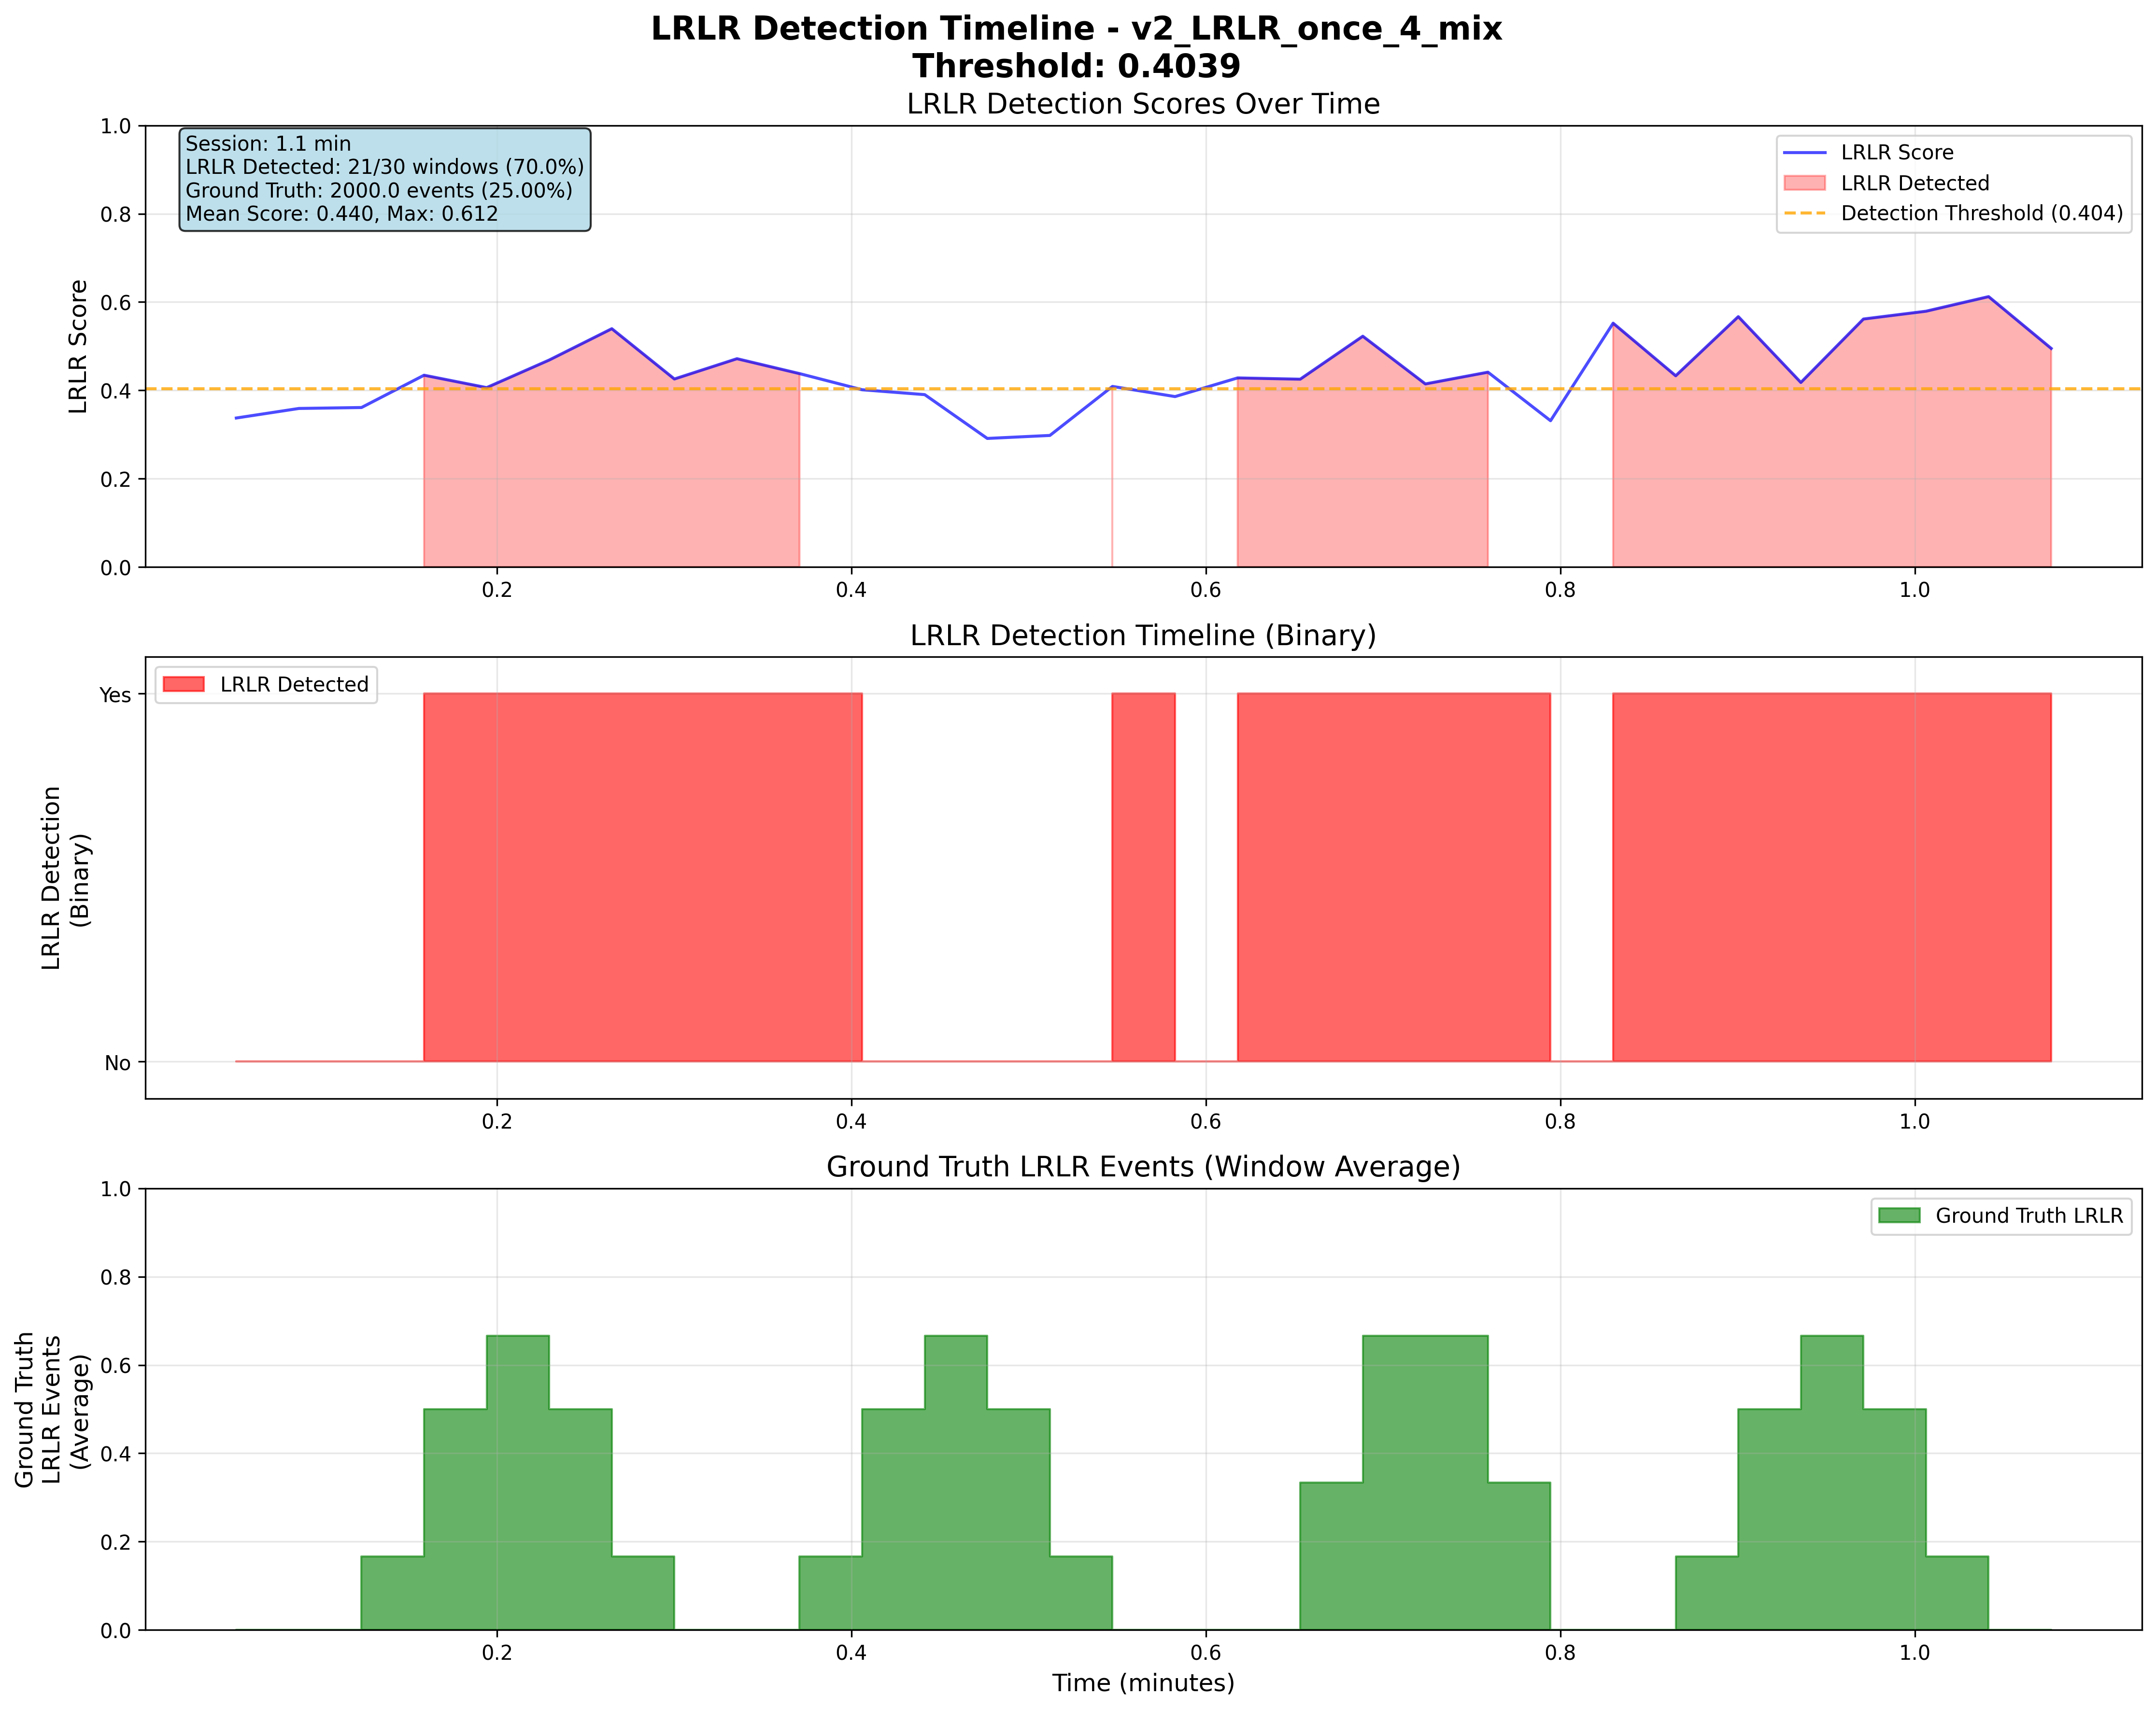 LRLR Detection Timeline - v2_LRLR_once_4_mix
Threshold: 0.4039
LRLR Detection Scores Over Time
Session: 1.1 min
LRLR Detected: 21/30 windows (70.0%)
Ground Truth: 2000.0 events (25.00%)
Mean Score: 0.440, Max: 0.612
LRLR Score
LRLR Detected
Detection Threshold (0.404)
LRLR Score
1.0
0.8
0.6
0.4
0.2
0.0
0.2 0.4 0.6 0.8 1.0
LRLR Detection Timeline (Binary)
LRLR Detected
LRLR Detection
(Binary)
Yes
No
0.2 0.4 0.6 0.8 1.0
Ground Truth LRLR Events (Window Average)
Ground Truth LRLR
Ground Truth
LRLR Events
(Average)
1.0
0.8
0.6
0.4
0.2
0.0
0.2 0.4 0.6 0.8 1.0
Time (minutes)